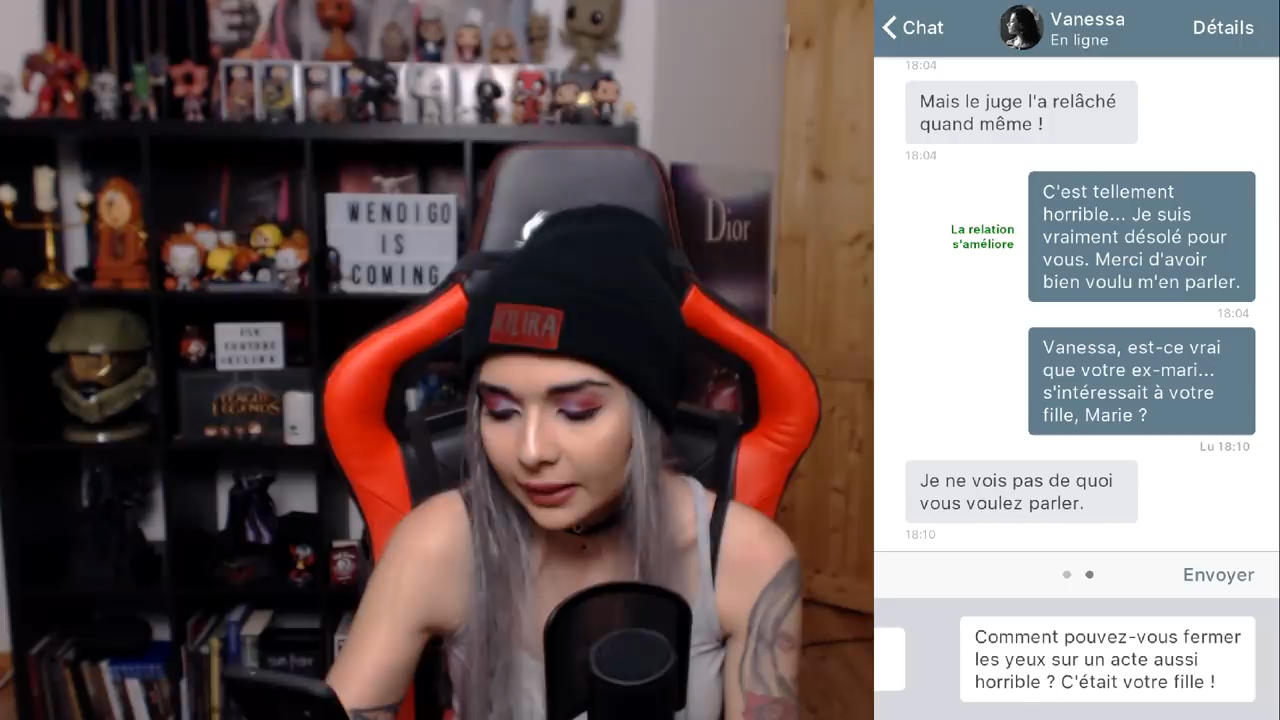 WENDIGO
IS
COMING
Dior
LEAGUE OF
LEGENDS
Chat
Vanessa
En ligne
Détails
18:04
Mais le juge l'a relâché
quand même !
18:04
C'est tellement
horrible... Je suis
vraiment désolé pour
vous. Merci d'avoir
bien voulu m'en parler.
La relation
s'améliore
18:04
Vanessa, est-ce vrai
que votre ex-mari...
s'intéressait à votre
fille, Marie ?
Lu 18:10
Je ne vois pas de quoi
vous voulez parler.
18:10
Envoyer
Comment pouvez-vous fermer
les yeux sur un acte aussi
horrible ? C'était votre fille !